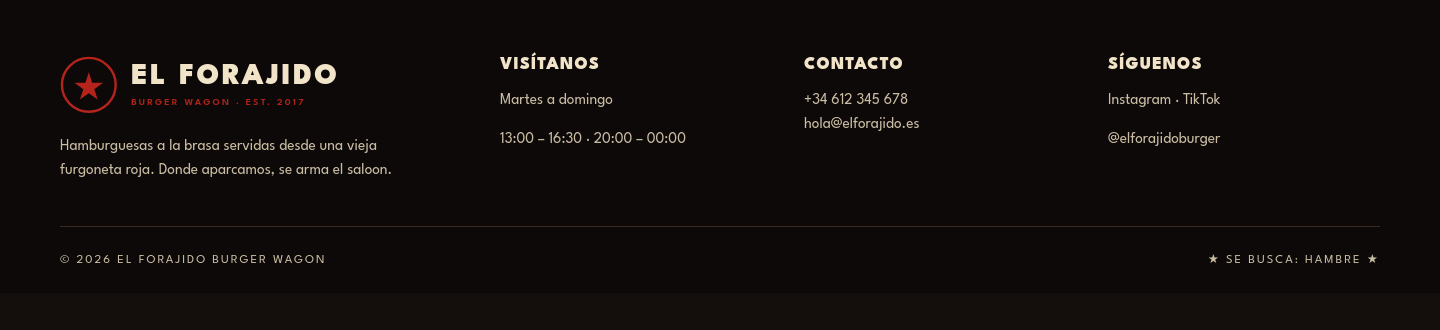 EL FORAJIDO
BURGER WAGON · EST. 2017
Hamburguesas a la brasa servidas desde una vieja
furgoneta roja. Donde aparcamos, se arma el saloon.
VISÍTANOS
Martes a domingo
13:00 – 16:30 · 20:00 – 00:00
CONTACTO
+34 612 345 678
hola@elforajido.es
SÍGUENOS
Instagram · TikTok
@elforajidoburger
© 2026 EL FORAJIDO BURGER WAGON
★ SE BUSCA: HAMBRE ★